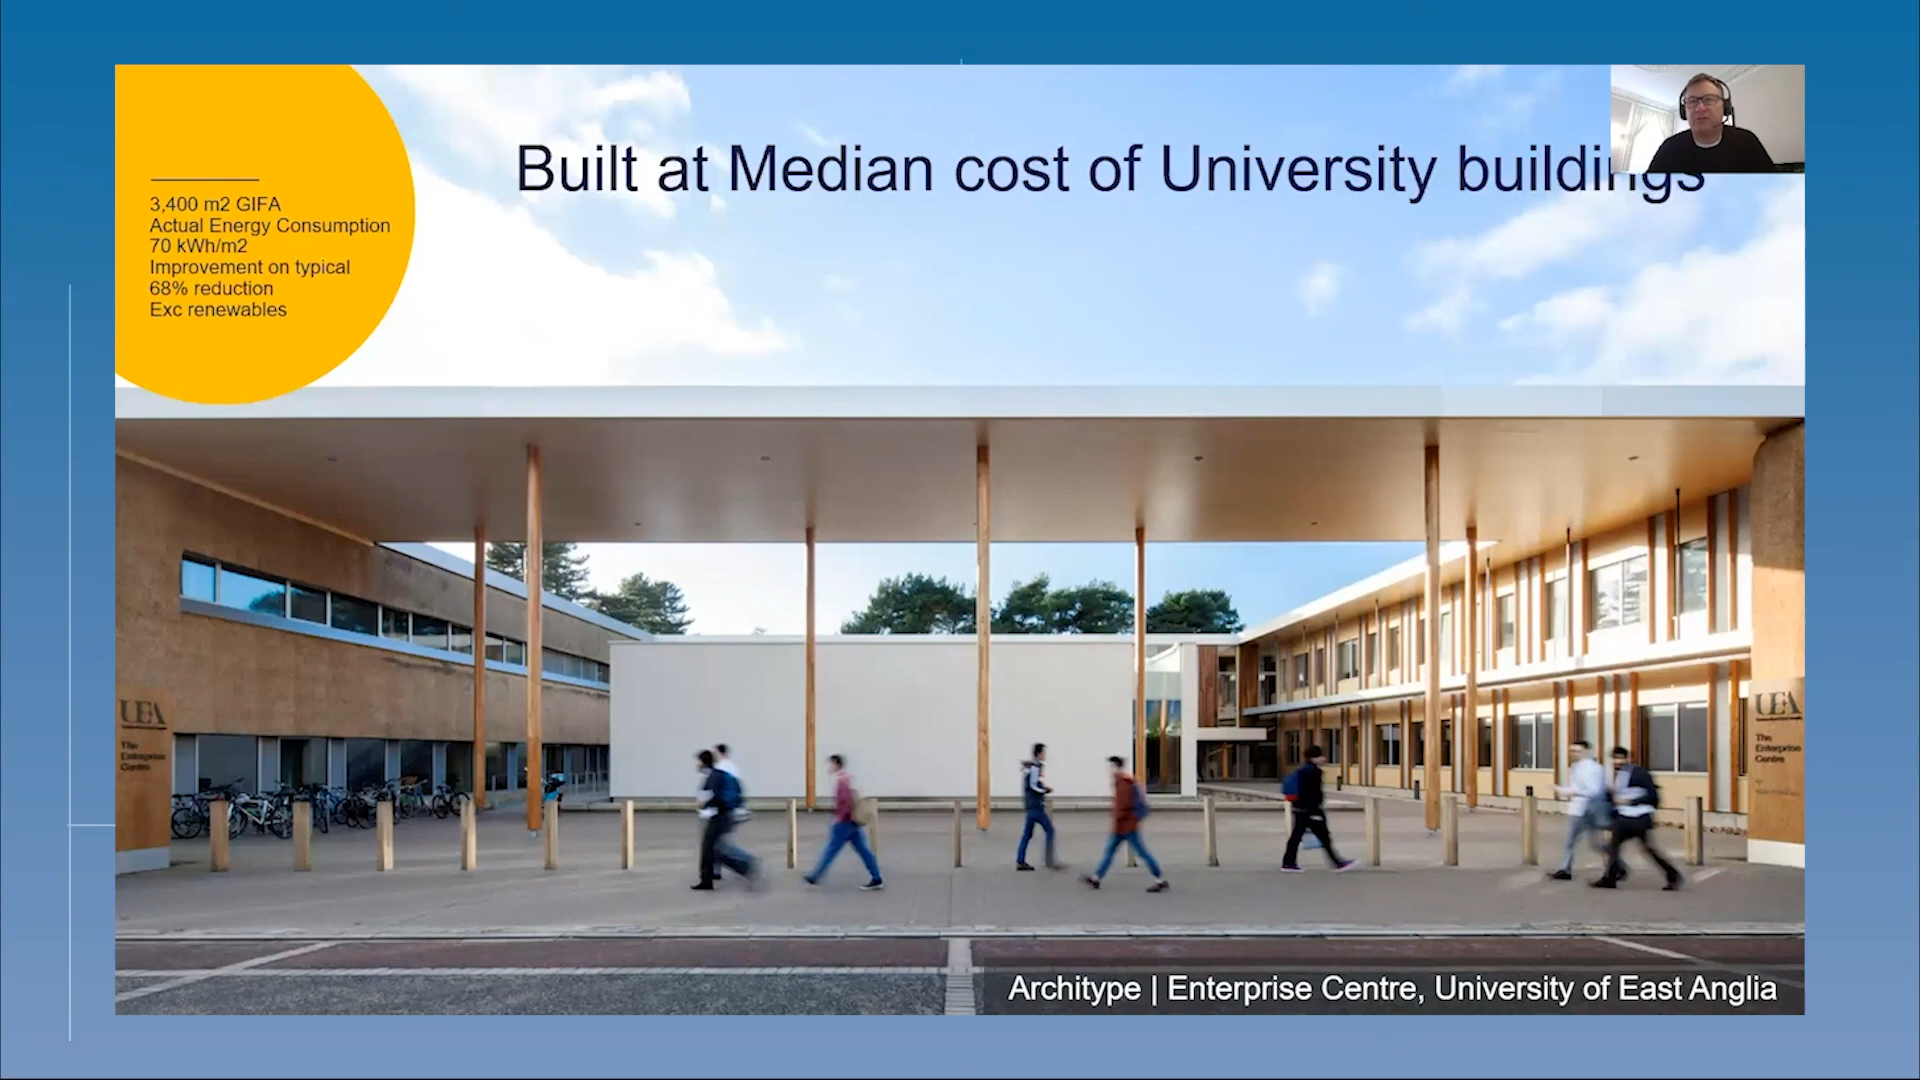 Built at Median cost of University buildings
3,400 m2 GIFA
Actual Energy Consumption
70 kWh/m2
Improvement on typical
68% reduction
Exc renewables
UEA
The
Enterprise
Centre
UEA
The
Enterprise
Centre
Architype | Enterprise Centre, University of East Anglia